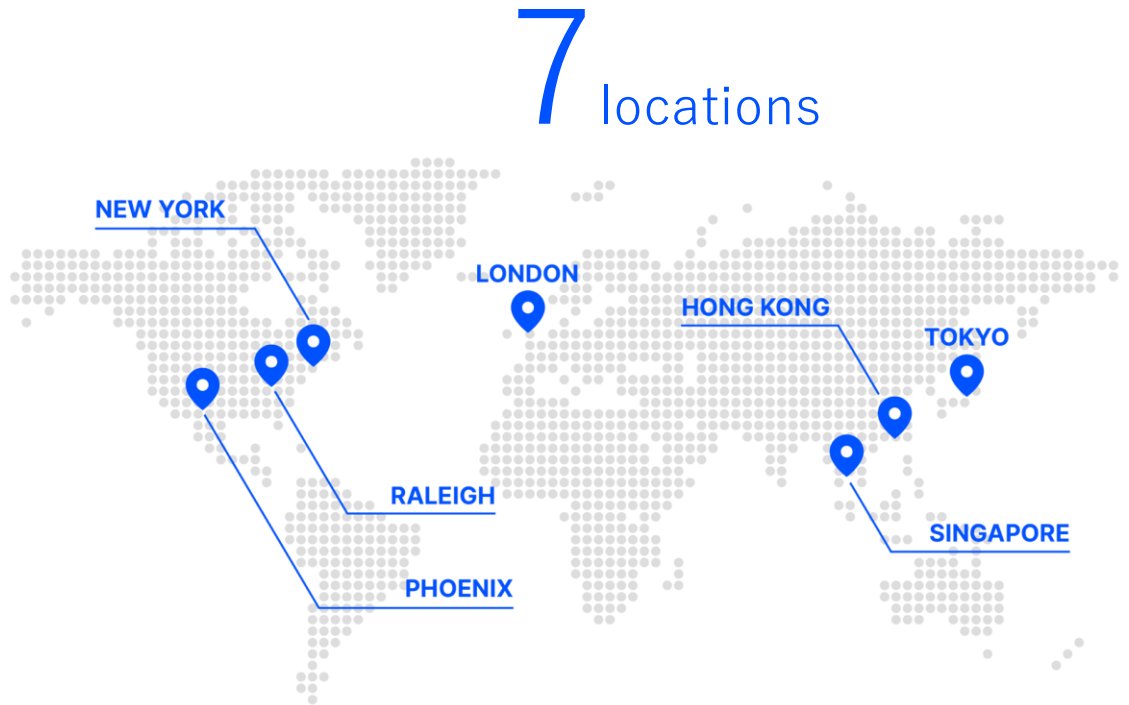 7 locations
NEW YORK
LONDON
HONG KONG
TOKYO
RALEIGH
SINGAPORE
PHOENIX